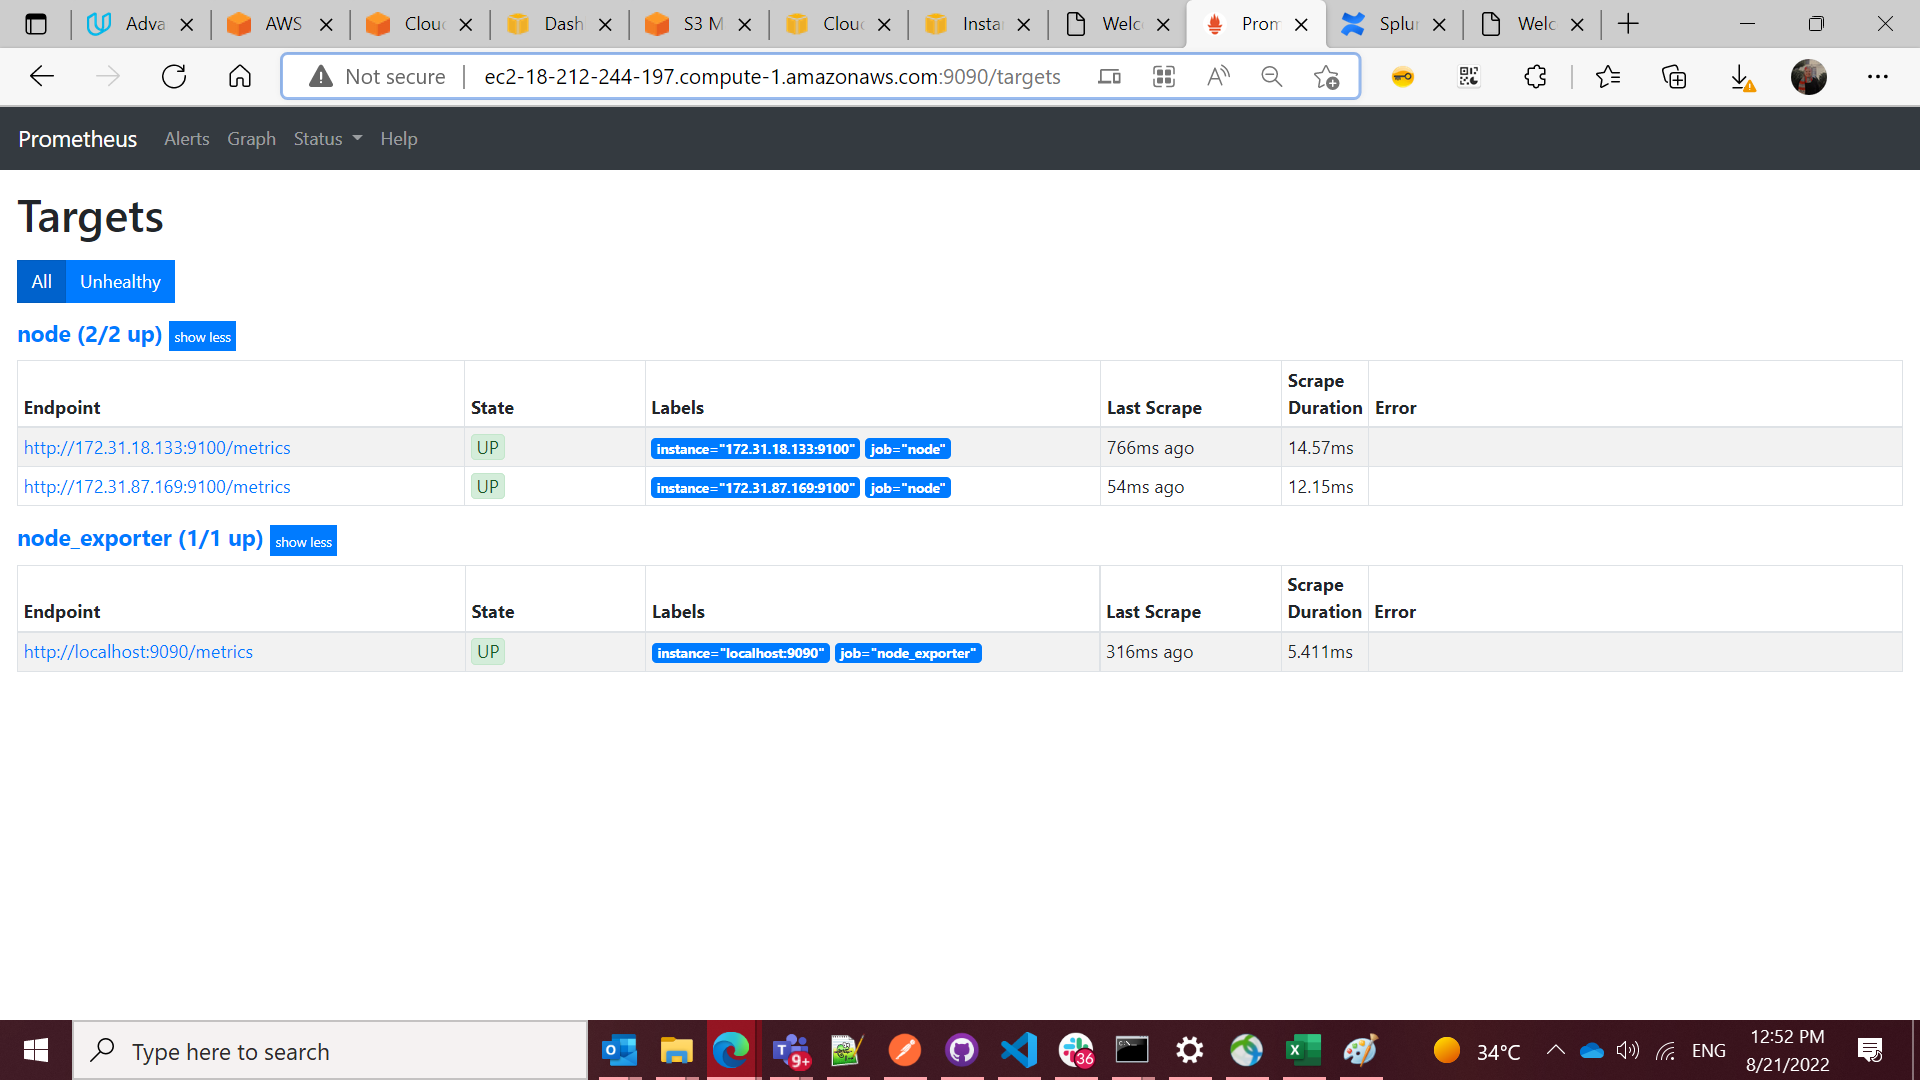 Adva
AWS
Clou
Dash
S3 M
Clou
Instar
Welc
Prom
Splun
Welc
Not secure
ec2-18-212-244-197.compute-1.amazonaws.com:9090/targets
Prometheus Alerts Graph Status Help
Targets
All Unhealthy
node (2/2 up) show less
Endpoint State Labels Last Scrape Scrape Duration Error
http://172.31.18.133:9100/metrics UP instance="172.31.18.133:9100" job="node" 766ms ago 14.57ms
http://172.31.87.169:9100/metrics UP instance="172.31.87.169:9100" job="node" 54ms ago 12.15ms
node_exporter (1/1 up) show less
Endpoint State Labels Last Scrape Scrape Duration Error
http://localhost:9090/metrics UP instance="localhost:9090" job="node_exporter" 316ms ago 5.411ms
Type here to search
9+
36
34°C
ENG
12:52 PM
8/21/2022